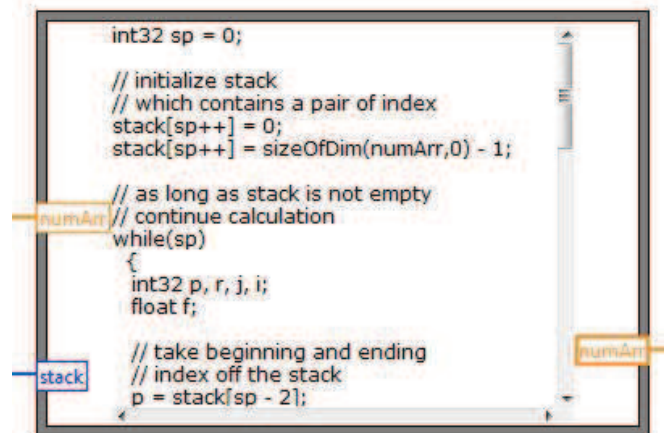 int32 sp = 0;
// initialize stack
// which contains a pair of index
stack[sp++] = 0;
stack[sp++] = sizeOfDim(numArr,0) - 1;
// as long as stack is not empty
numArr
// continue calculation
while(sp)
{
int32 p, r, j, i;
float f;
// take beginning and ending
numArr
stack
// index off the stack
p = stack[sp - 2];